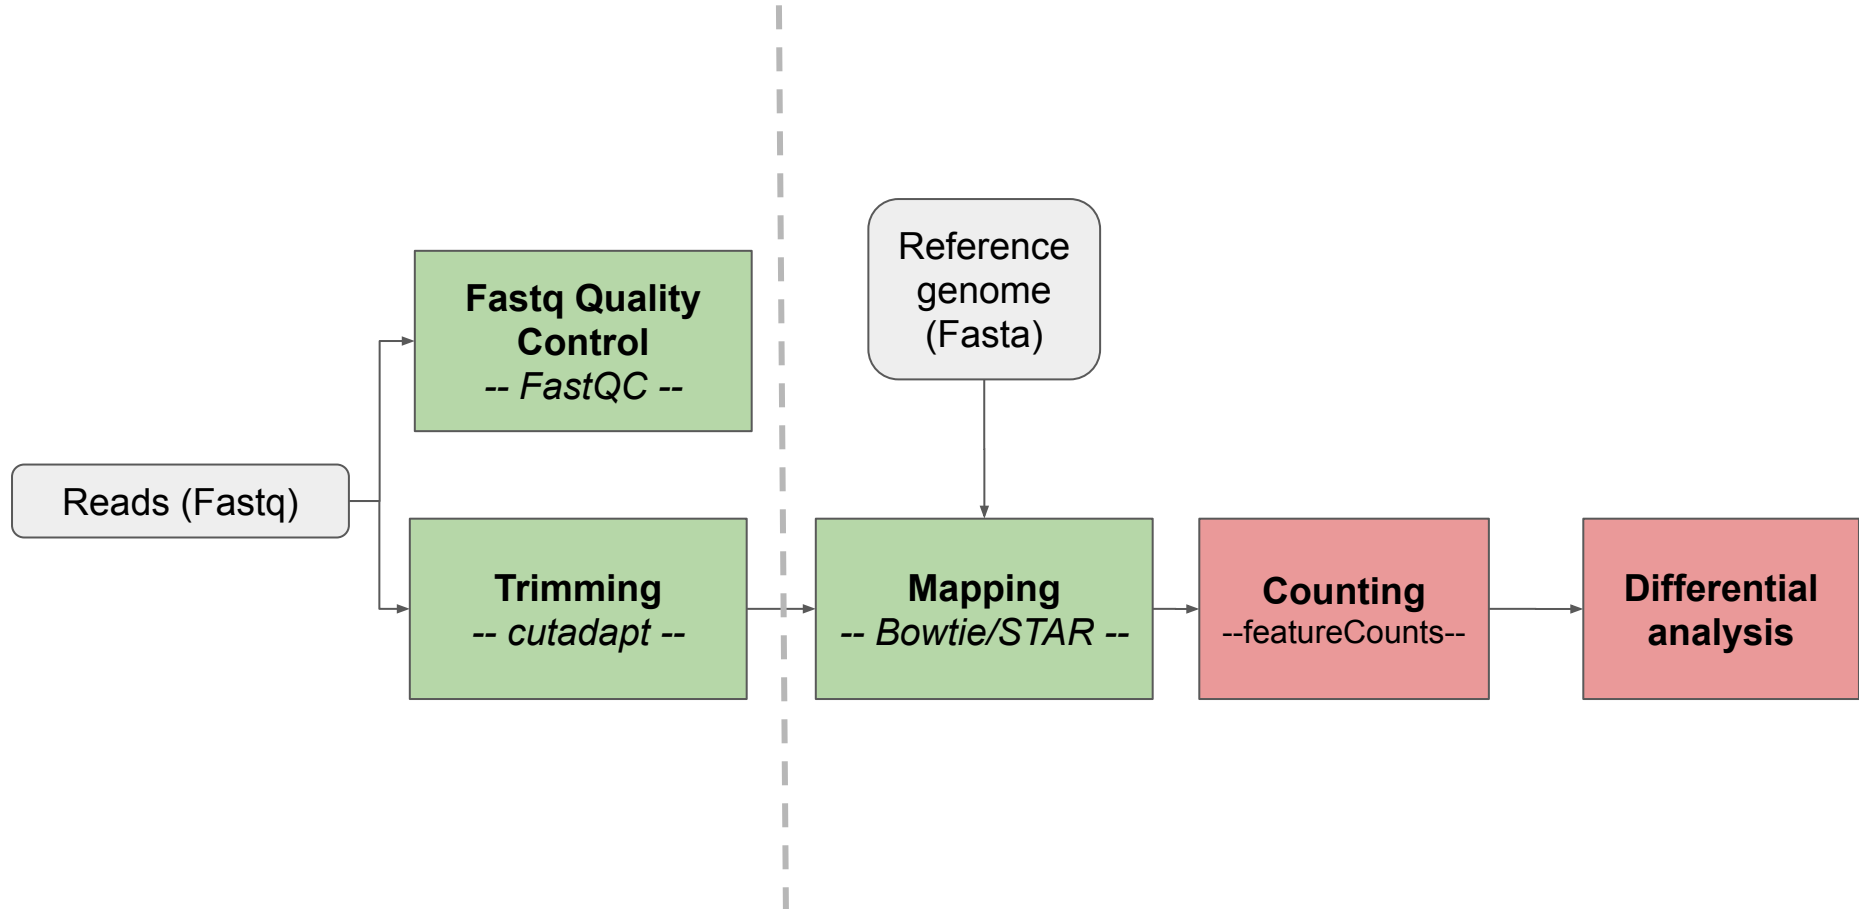 Reads (Fastq)
Fastq Quality
Control
-- FastQC --
Trimming
-- cutadapt --
Reference
genome
(Fasta)
Mapping
-- Bowtie/STAR --
Counting
--featureCounts--
Differential
analysis